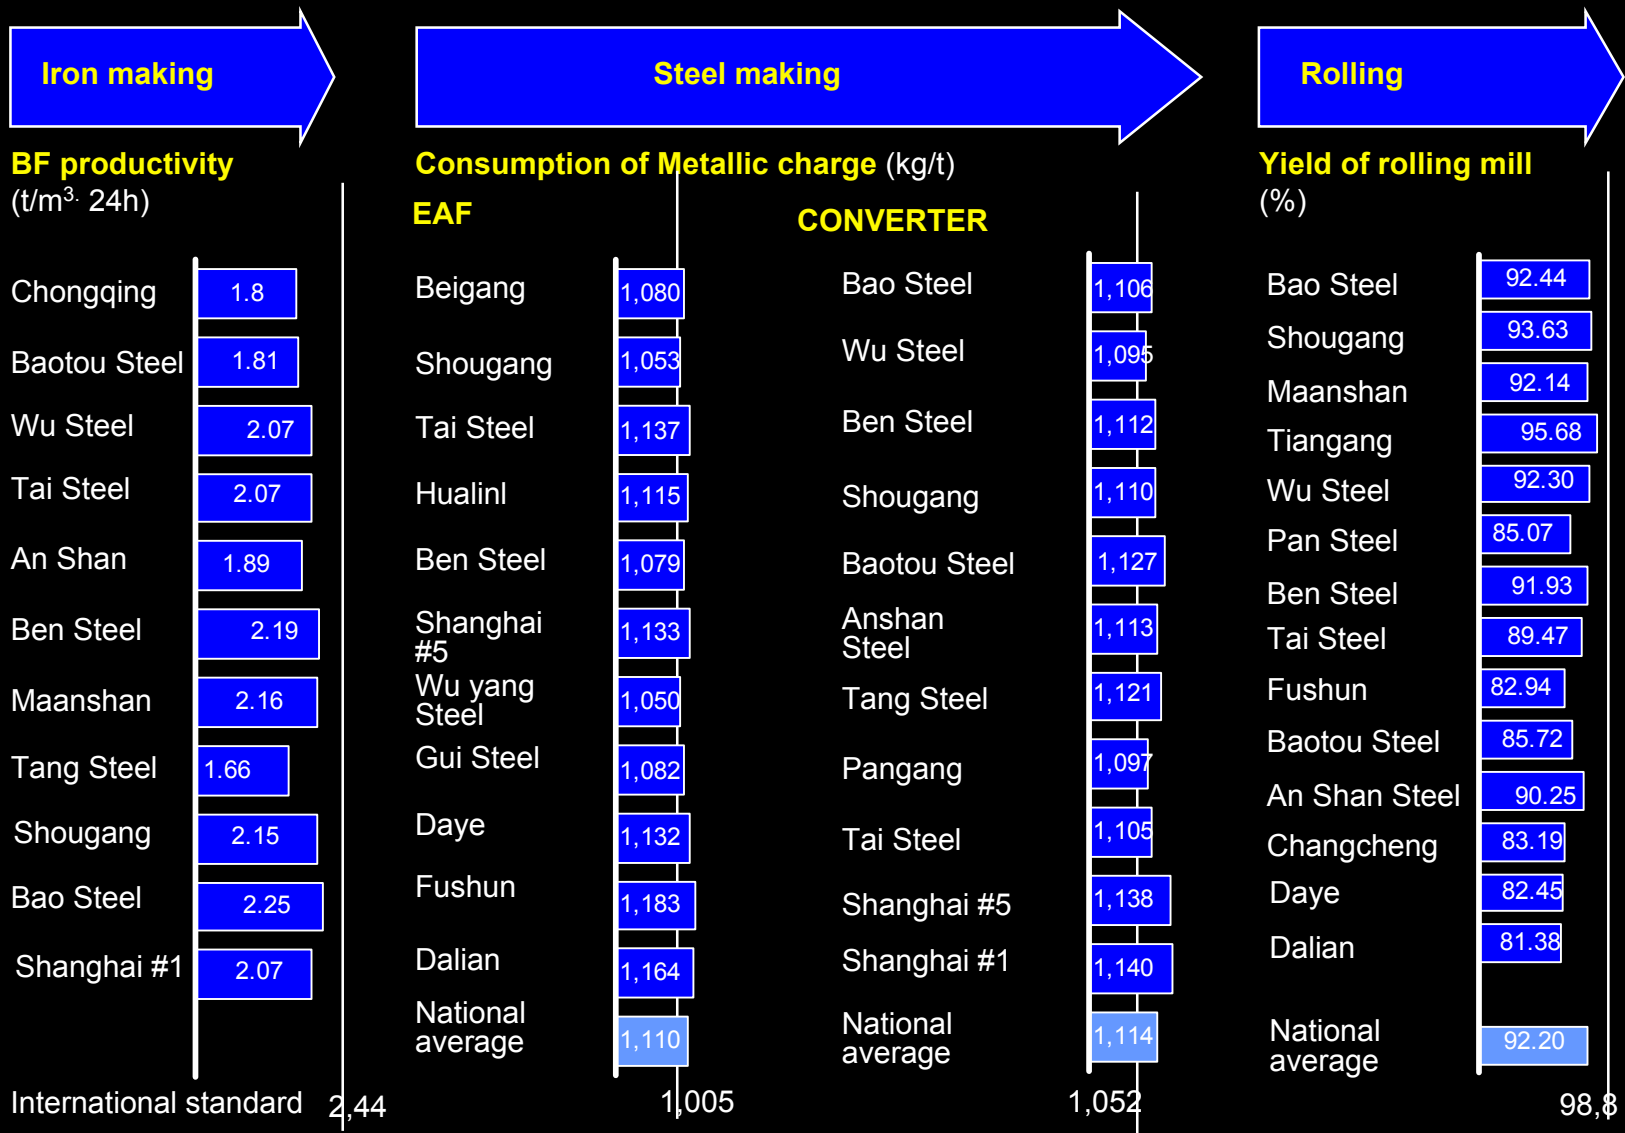 Iron making
Steel making
Rolling
BF productivity
(t/m3. 24h)
Consumption of Metallic charge (kg/t)
Yield of rolling mill
(%)
EAF
CONVERTER
Chongqing 1.8
Baotou Steel 1.81
Wu Steel 2.07
Tai Steel 2.07
An Shan 1.89
Ben Steel 2.19
Maanshan 2.16
Tang Steel 1.66
Shougang 2.15
Bao Steel 2.25
Shanghai #1 2.07
Beigang 1,080
Shougang 1,053
Tai Steel 1,137
Hualinl 1,115
Ben Steel 1,079
Shanghai
#5 1,133
Wu yang
Steel 1,050
Gui Steel 1,082
Daye 1,132
Fushun 1,183
Dalian 1,164
National
average 1,110
Bao Steel 1,106
Wu Steel 1,095
Ben Steel 1,112
Shougang 1,110
Baotou Steel 1,127
Anshan
Steel 1,113
Tang Steel 1,121
Pangang 1,097
Tai Steel 1,105
Shanghai #5 1,138
Shanghai #1 1,140
National
average 1,114
Bao Steel 92.44
Shougang 93.63
Maanshan 92.14
Tiangang 95.68
Wu Steel 92.30
Pan Steel 85.07
Ben Steel 91.93
Tai Steel 89.47
Fushun 82.94
Baotou Steel 85.72
An Shan Steel 90.25
Changcheng 83.19
Daye 82.45
Dalian 81.38
National
average 92.20
International standard 2,44 1,005 1,052 98,8